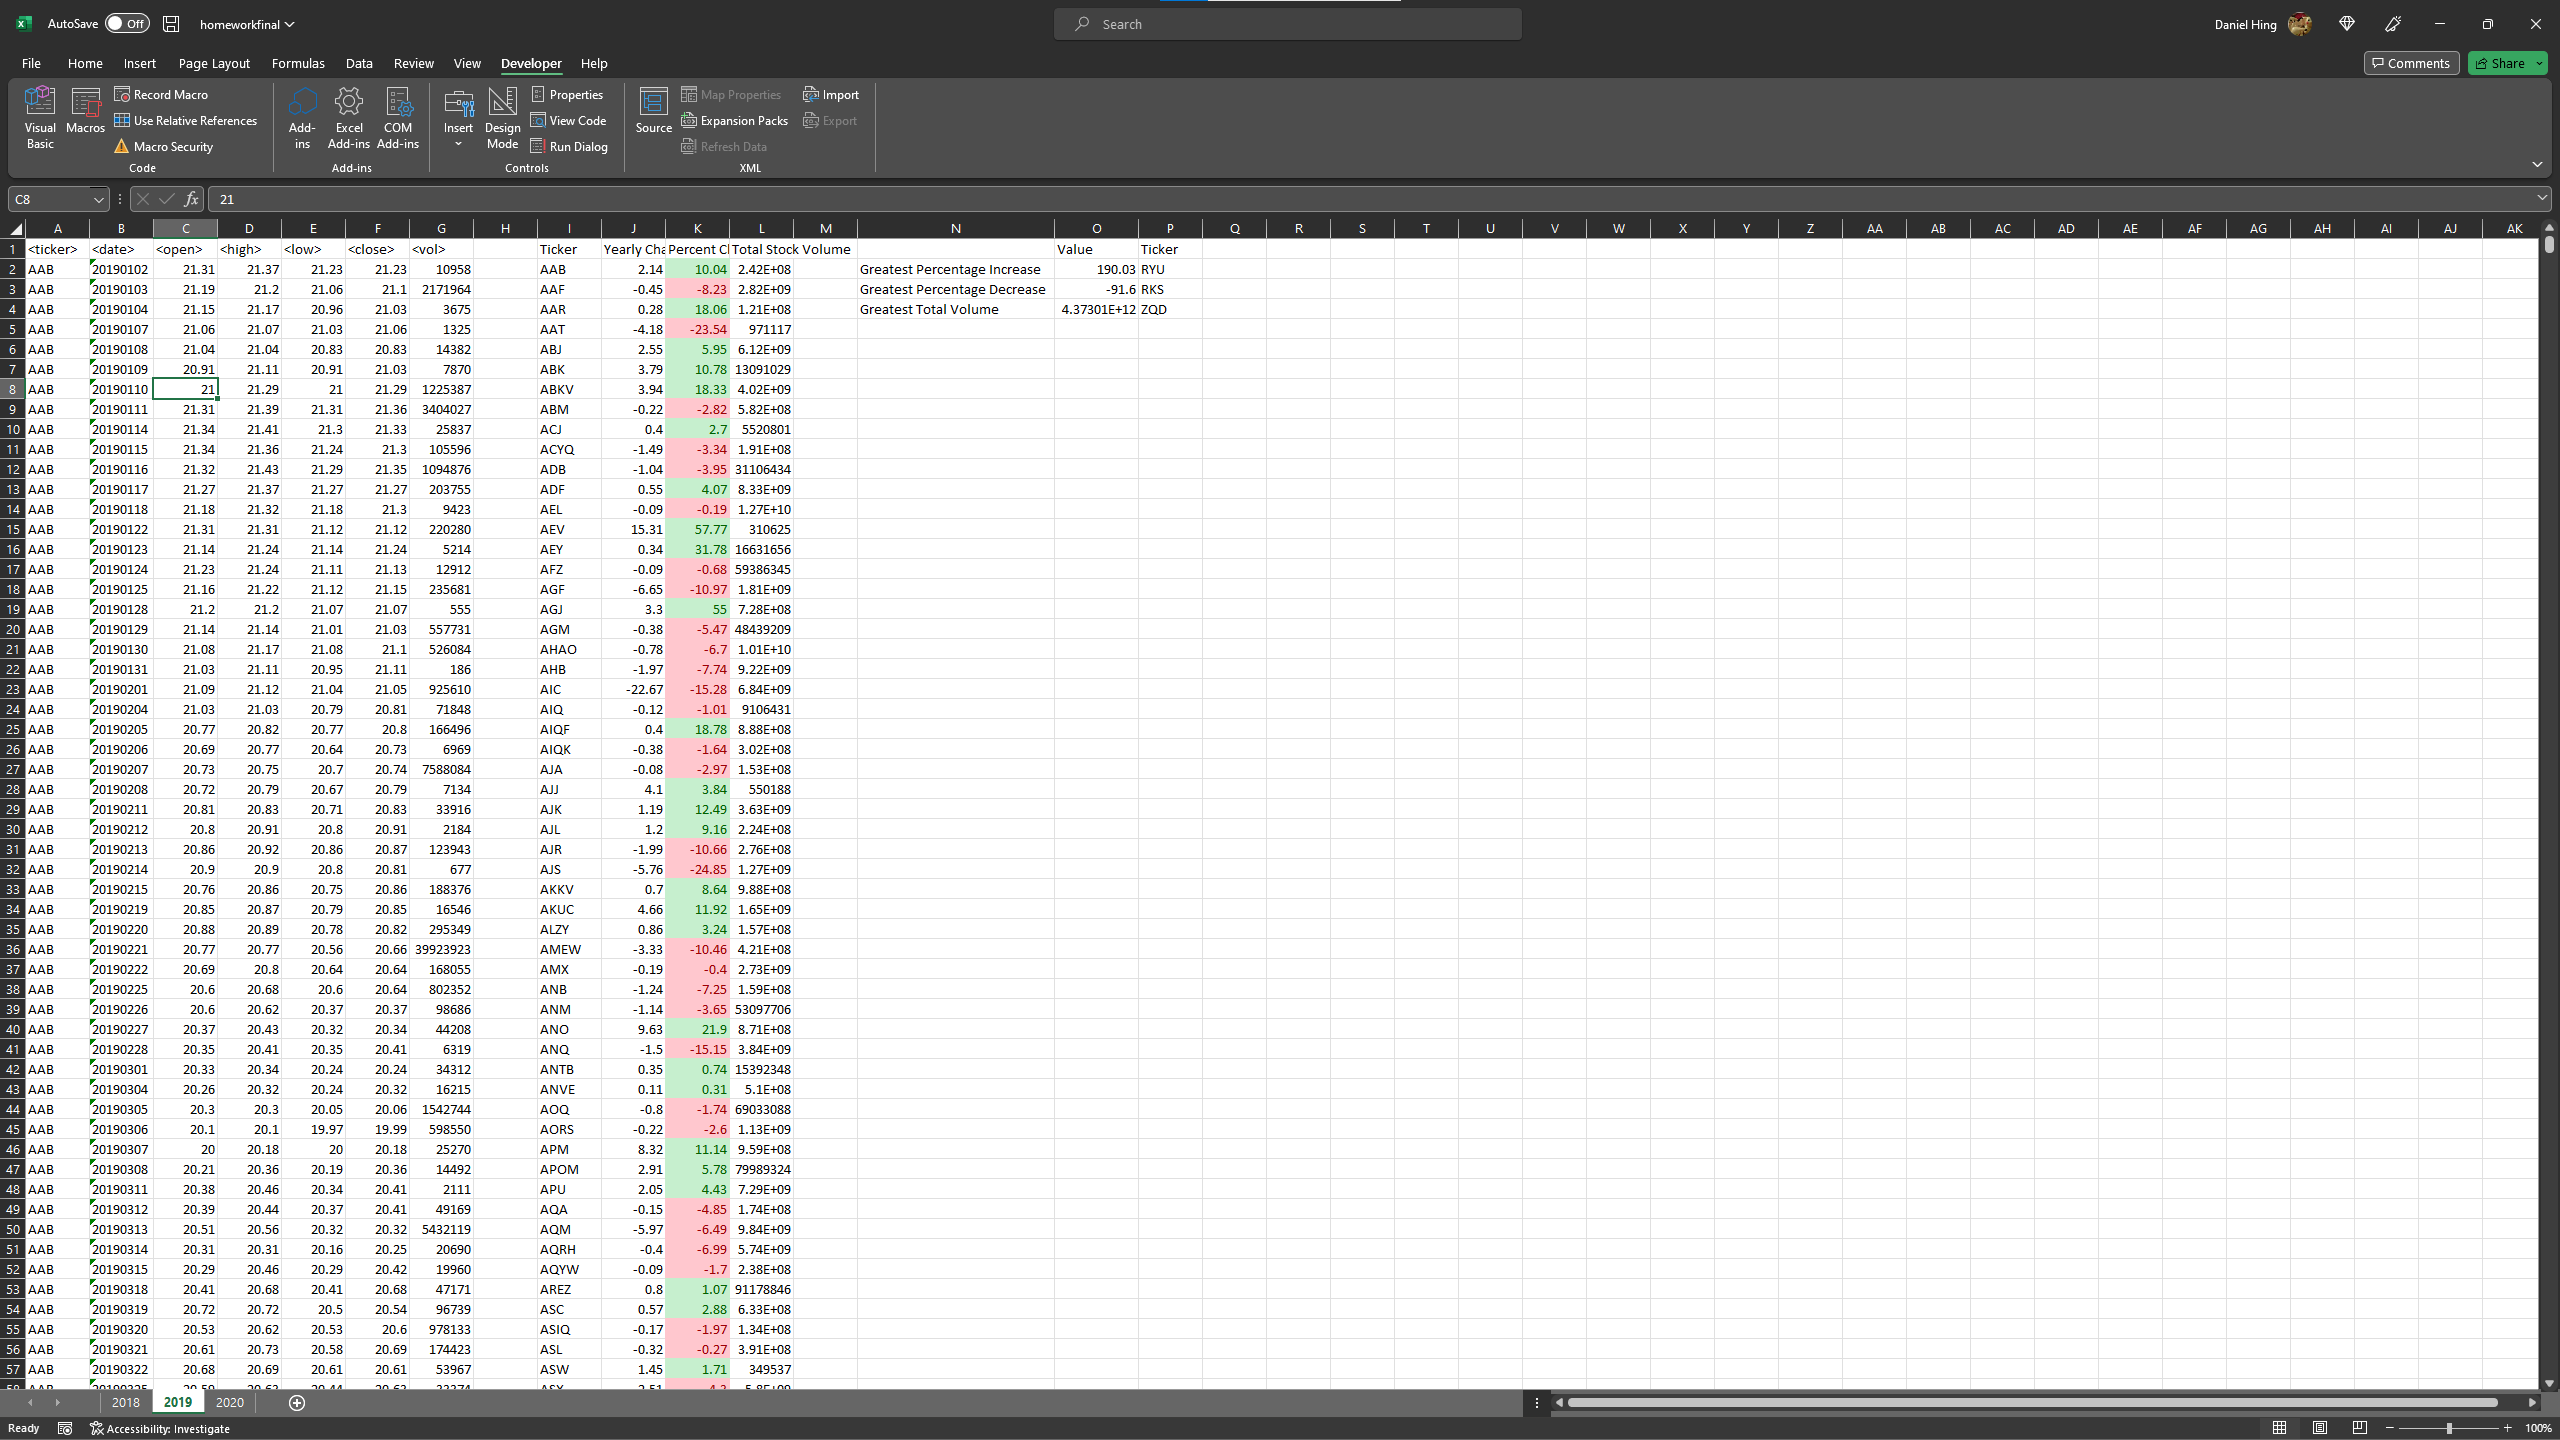 AutoSave Off homeworkfinal Search Daniel Hing
File Home Insert Page Layout Formulas Data Review View Developer Help Comments Share
Visual Basic Macros Record Macro Use Relative References Macro Security Code
Add-ins Excel Add-ins COM Add-ins Add-ins
Insert Design Mode Properties View Code Run Dialog Controls
Source Map Properties Expansion Packs Refresh Data Import Export XML
C8 fx 21
A B C D E F G H I J K L M N O P Q R S T U V W X Y Z AA AB AC AD AE AF AG AH AI AJ AK
1 <ticker> <date> <open> <high> <low> <close> <vol> Ticker Yearly Cha Percent Cl Total Stock Volume Value Ticker
2 AAB 20190102 21.31 21.37 21.23 21.23 10958 AAB 2.14 10.04 2.42E+08 Greatest Percentage Increase 190.03 RYU
3 AAB 20190103 21.19 21.2 21.06 21.1 2171964 AAF -0.45 -8.23 2.82E+09 Greatest Percentage Decrease -91.6 RKS
4 AAB 20190104 21.15 21.17 20.96 21.03 3675 AAR 0.28 18.06 1.21E+08 Greatest Total Volume 4.37301E+12 ZQD
5 AAB 20190107 21.06 21.07 21.03 21.06 1325 AAT -4.18 -23.54 971117
6 AAB 20190108 21.04 21.04 20.83 20.83 14382 ABJ 2.55 5.95 6.12E+09
7 AAB 20190109 20.91 21.11 20.91 21.03 7870 ABK 3.79 10.78 13091029
8 AAB 20190110 21 21.29 21 21.29 1225387 ABKV 3.94 18.33 4.02E+09
9 AAB 20190111 21.31 21.39 21.31 21.36 3404027 ABM -0.22 -2.82 5.82E+08
10 AAB 20190114 21.34 21.41 21.3 21.33 25837 ACJ 0.4 2.7 5520801
11 AAB 20190115 21.34 21.36 21.24 21.3 105596 ACYQ -1.49 -3.34 1.91E+08
12 AAB 20190116 21.32 21.43 21.29 21.35 1094876 ADB -1.04 -3.95 31106434
13 AAB 20190117 21.27 21.37 21.27 21.27 203755 ADF 0.55 4.07 8.33E+09
14 AAB 20190118 21.18 21.32 21.18 21.3 9423 AEL -0.09 -0.19 1.27E+10
15 AAB 20190122 21.31 21.31 21.12 21.12 220280 AEV 15.31 57.77 310625
16 AAB 20190123 21.14 21.24 21.14 21.24 5214 AEY 0.34 31.78 16631656
17 AAB 20190124 21.23 21.24 21.11 21.13 12912 AFZ -0.09 -0.68 59386345
18 AAB 20190125 21.16 21.22 21.12 21.15 235681 AGF -6.65 -10.97 1.81E+09
19 AAB 20190128 21.2 21.2 21.07 21.07 555 AGJ 3.3 55 7.28E+08
20 AAB 20190129 21.14 21.14 21.01 21.03 557731 AGM -0.38 -5.47 48439209
21 AAB 20190130 21.08 21.17 21.08 21.1 526084 AHAO -0.78 -6.7 1.01E+10
22 AAB 20190131 21.03 21.11 20.95 21.11 186 AHB -1.97 -7.74 9.22E+09
23 AAB 20190201 21.09 21.12 21.04 21.05 925610 AIC -22.67 -15.28 6.84E+09
24 AAB 20190204 21.03 21.03 20.79 20.81 71848 AIQ -0.12 -1.01 9106431
25 AAB 20190205 20.77 20.82 20.77 20.8 166496 AIQF 0.4 18.78 8.88E+08
26 AAB 20190206 20.69 20.77 20.64 20.73 6969 AIQK -0.38 -1.64 3.02E+08
27 AAB 20190207 20.73 20.75 20.7 20.74 7588084 AJA -0.08 -2.97 1.53E+08
28 AAB 20190208 20.72 20.79 20.67 20.79 7134 AJJ 4.1 3.84 550188
29 AAB 20190211 20.81 20.83 20.71 20.83 33916 AJK 1.19 12.49 3.63E+09
30 AAB 20190212 20.8 20.91 20.8 20.91 2184 AJL 1.2 9.16 2.24E+08
31 AAB 20190213 20.86 20.92 20.86 20.87 123943 AJR -1.99 -10.66 2.76E+08
32 AAB 20190214 20.9 20.9 20.8 20.81 677 AJS -5.76 -24.85 1.27E+09
33 AAB 20190215 20.76 20.86 20.75 20.86 188376 AKKV 0.7 8.64 9.88E+08
34 AAB 20190219 20.85 20.87 20.79 20.85 16546 AKUC 4.66 11.92 1.65E+09
35 AAB 20190220 20.88 20.89 20.78 20.82 295349 ALZY 0.86 3.24 1.57E+08
36 AAB 20190221 20.77 20.77 20.56 20.66 39923923 AMEW -3.33 -10.46 4.21E+08
37 AAB 20190222 20.69 20.8 20.64 20.64 168055 AMX -0.19 -0.4 2.73E+09
38 AAB 20190225 20.6 20.68 20.6 20.64 802352 ANB -1.24 -7.25 1.59E+08
39 AAB 20190226 20.6 20.62 20.37 20.37 98686 ANM -1.14 -3.65 53097706
40 AAB 20190227 20.37 20.43 20.32 20.34 44208 ANO 9.63 21.9 8.71E+08
41 AAB 20190228 20.35 20.41 20.35 20.41 6319 ANQ -1.5 -15.15 3.84E+09
42 AAB 20190301 20.33 20.34 20.24 20.24 34312 ANTB 0.35 0.74 15392348
43 AAB 20190304 20.26 20.32 20.24 20.32 16215 ANVE 0.11 0.31 5.1E+08
44 AAB 20190305 20.3 20.3 20.05 20.06 1542744 AOQ -0.8 -1.74 69033088
45 AAB 20190306 20.1 20.1 19.97 19.99 598550 AORS -0.22 -2.6 1.13E+09
46 AAB 20190307 20 20.18 20 20.18 25270 APM 8.32 11.14 9.59E+08
47 AAB 20190308 20.21 20.36 20.19 20.36 14492 APOM 2.91 5.78 79989324
48 AAB 20190311 20.38 20.46 20.34 20.41 2111 APU 2.05 4.43 7.29E+09
49 AAB 20190312 20.39 20.44 20.37 20.41 49169 AQA -0.15 -4.85 1.74E+08
50 AAB 20190313 20.51 20.56 20.32 20.32 5432119 AQM -5.97 -6.49 9.84E+09
51 AAB 20190314 20.31 20.31 20.16 20.25 20690 AQRH -0.4 -6.99 5.74E+09
52 AAB 20190315 20.29 20.46 20.29 20.42 19960 AQYW -0.09 -1.7 2.38E+08
53 AAB 20190318 20.41 20.68 20.41 20.68 47171 AREZ 0.8 1.07 91178846
54 AAB 20190319 20.72 20.72 20.5 20.54 96739 ASC 0.57 2.88 6.33E+08
55 AAB 20190320 20.53 20.62 20.53 20.6 978133 ASIQ -0.17 -1.97 1.34E+08
56 AAB 20190321 20.61 20.73 20.58 20.69 174423 ASL -0.32 -0.27 3.91E+08
57 AAB 20190322 20.68 20.69 20.61 20.61 53967 ASW 1.45 1.71 349537
2018 2019 2020
Ready Accessibility: Investigate 100%